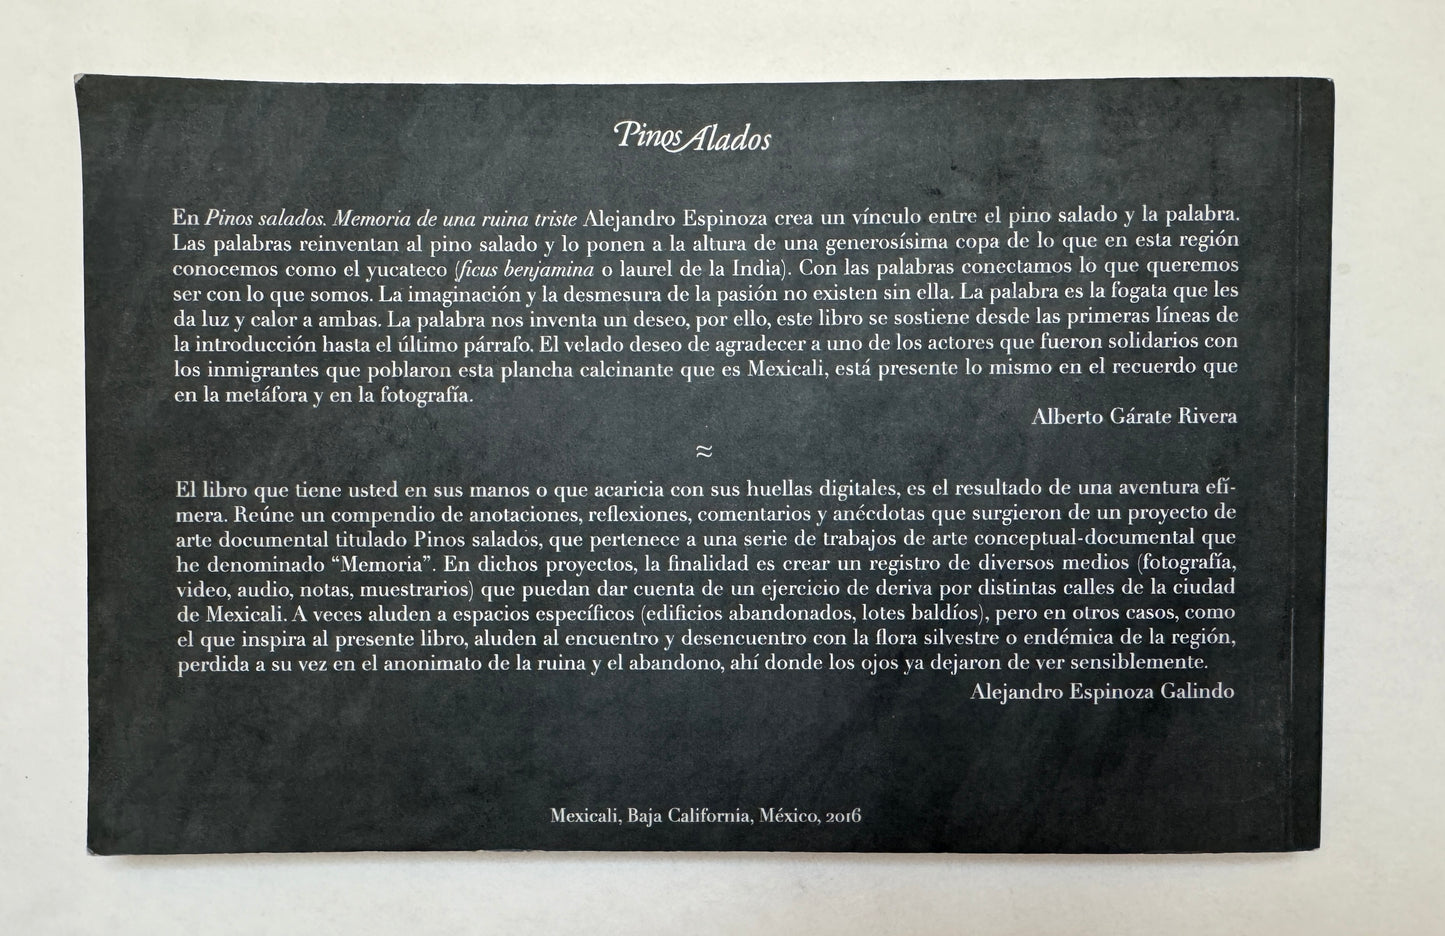 Pinos Alados
En Pinos salados. Memoria de una ruina triste Alejandro Espinoza crea un vínculo entre el pino salado y la palabra.
Las palabras reinventan al pino salado y lo ponen a la altura de una generosísima copa de lo que en esta región
conocemos como el yucateco (ficus benjamina o laurel de la India). Con las palabras conectamos lo que queremos
ser con lo que somos. La imaginación y la desmesura de la pasión no existen sin ella. La palabra es la fogata que les
da luz y calor a ambas. La palabra nos inventa un deseo, por ello, este libro se sostiene desde las primeras líneas de
la introducción hasta el último párrafo. El velado deseo de agradecer a uno de los actores que fueron solidarios con
los inmigrantes que poblaron esta plancha calcinante que es Mexicali, está presente lo mismo en el recuerdo que
en la metáfora y en la fotografía.
Alberto Gárate Rivera
≈
El libro que tiene usted en sus manos o que acaricia con sus huellas digitales, es el resultado de una aventura efí-
mera. Reúne un compendio de anotaciones, reflexiones, comentarios y anécdotas que surgieron de un proyecto de
arte documental titulado Pinos salados, que pertenece a una serie de trabajos de arte conceptual-documental que
he denominado “Memoria”. En dichos proyectos, la finalidad es crear un registro de diversos medios (fotografía,
video, audio, notas, muestrarios) que puedan dar cuenta de un ejercicio de deriva por distintas calles de la ciudad
de Mexicali. A veces aluden a espacios específicos (edificios abandonados, lotes baldíos), pero en otros casos, como
el que inspira al presente libro, aluden al encuentro y desencuentro con la flora silvestre o endémica de la región,
perdida a su vez en el anonimato de la ruina y el abandono, ahí donde los ojos ya dejaron de ver sensiblemente.
Alejandro Espinoza Galindo
Mexicali, Baja California, México, 2016